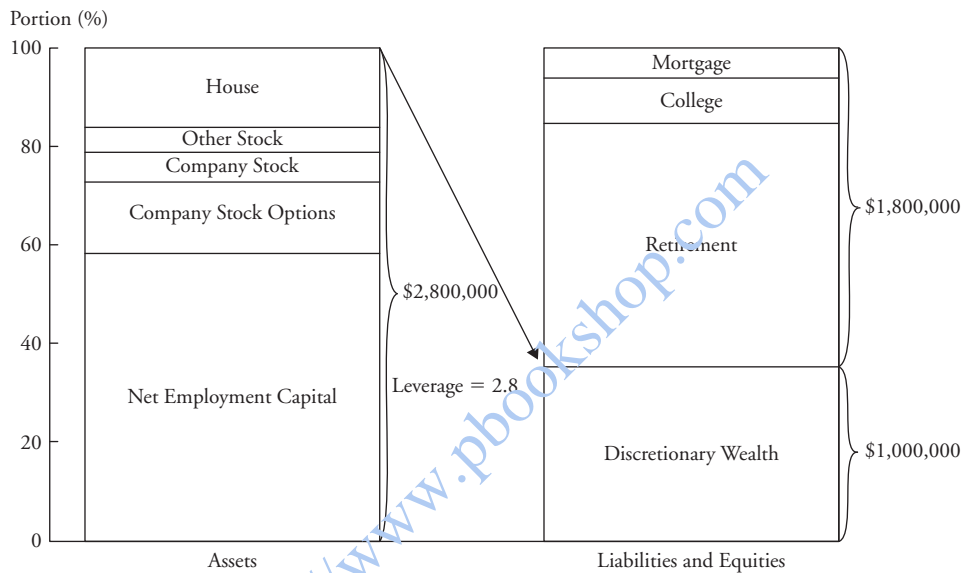 Portion (%)
100
80
60
40
20
0
House
Other Stock
Company Stock
Company Stock Options
Net Employment Capital
Assets
$2,800,000
Leverage = 2.8
Mortgage
College
Retirement
Discretionary Wealth
Liabilities and Equities
$1,800,000
$1,000,000
//www.pbookshop.com